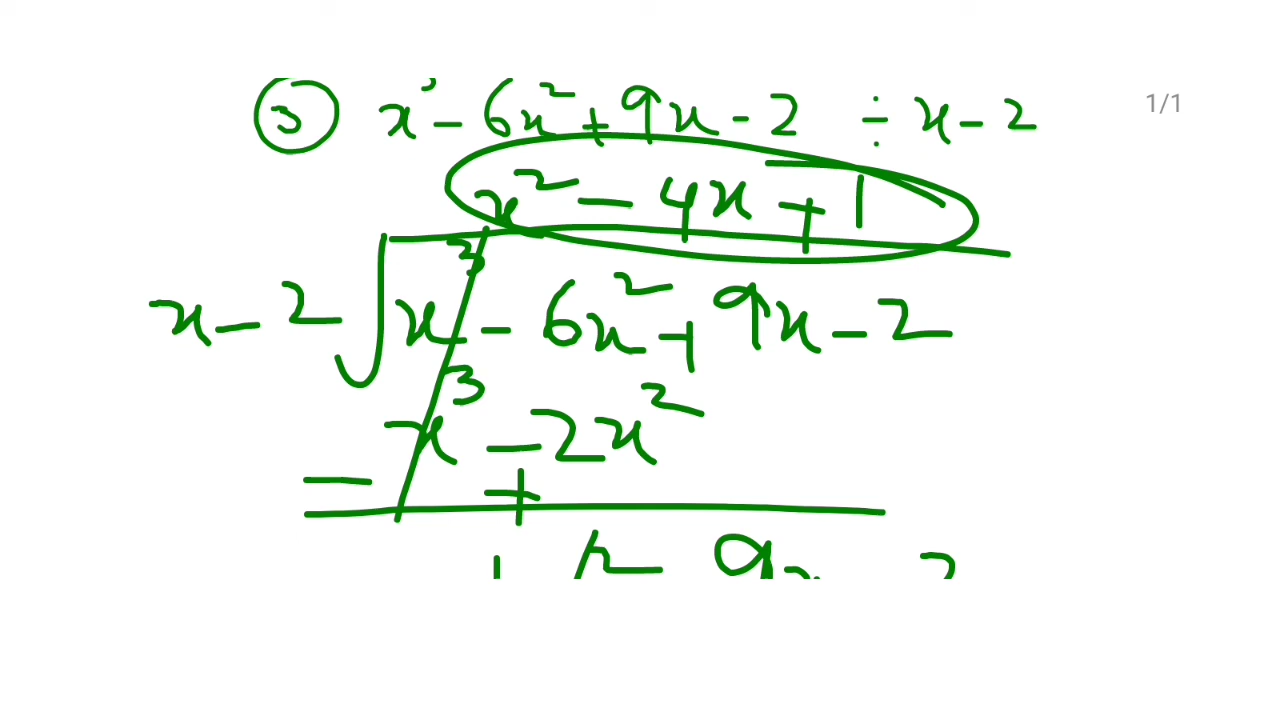 ③ x³ - 6x² + 9x - 2 ÷ x - 2
1/1
x² - 4x + 1
x - 2 √ x³ - 6x² + 9x - 2
x³ - 2x²
- +